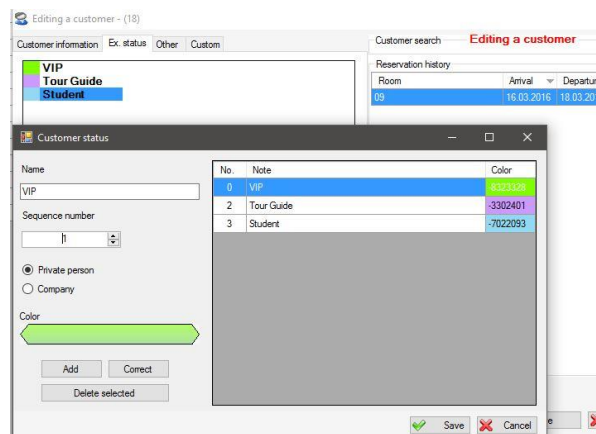 Editing a customer - (18)
Customer information Ex. status Other Custom
VIP
Tour Guide
Student
Customer search Editing a customer
Reservation history
Room Arrival
09 16.03.2016
Customer status
Name
VIP
Sequence number
1
Private person
Company
Color
Add Correct
Delete selected
No. Note Color
0 VIP -8323328
2 Tour Guide -3302401
3 Student -7022093
Save Cancel